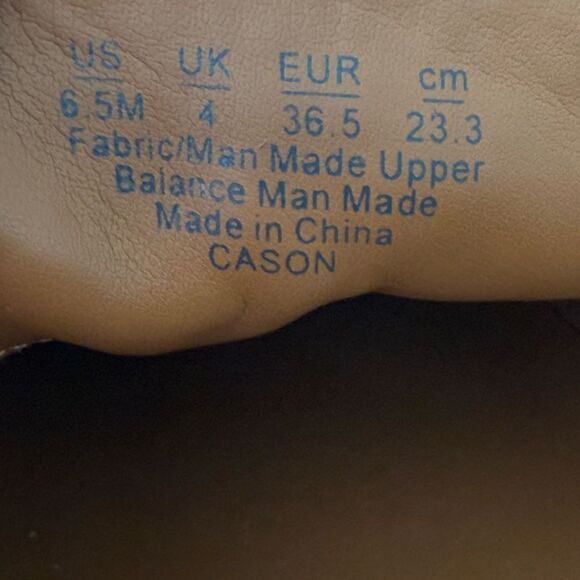 US UK EUR cm
6.5M 4 36.5 23.3
Fabric/Man Made Upper
Balance Man Made
Made in China
CASON